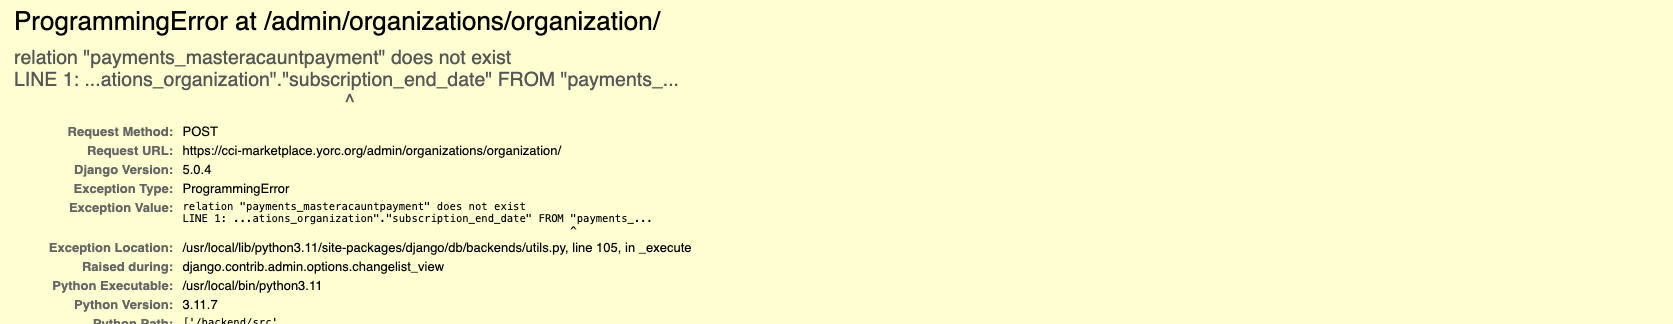 ProgrammingError at /admin/organizations/organization/
relation "payments_masteracauntpayment" does not exist
LINE 1: ...ations_organization"."subscription_end_date" FROM "payments_...
^
Request Method: POST
Request URL: https://cci-marketplace.yorc.org/admin/organizations/organization/
Django Version: 5.0.4
Exception Type: ProgrammingError
Exception Value: relation "payments_masteracauntpayment" does not exist
LINE 1: ...ations_organization"."subscription_end_date" FROM "payments_...
^
Exception Location: /usr/local/lib/python3.11/site-packages/django/db/backends/utils.py, line 105, in _execute
Raised during: django.contrib.admin.options.changelist_view
Python Executable: /usr/local/bin/python3.11
Python Version: 3.11.7
Python Path: ['/backend/src',